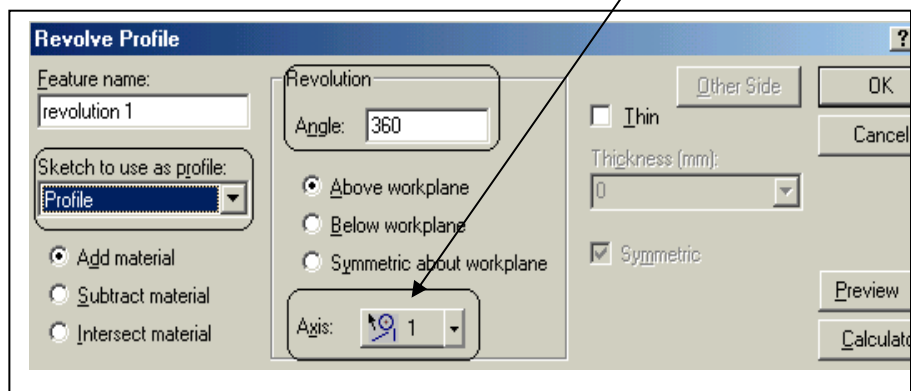 Revolve Profile
?
Feature name:
revolution 1
Sketch to use as profile:
Profile
Add material
Subtract material
Intersect material
Revolution
Angle: 360
Above workplane
Below workplane
Symmetric about workplane
Axis: 1
Other Side
Thin
Thickness (mm):
0
Symmetric
OK
Cancel
Preview
Calculato